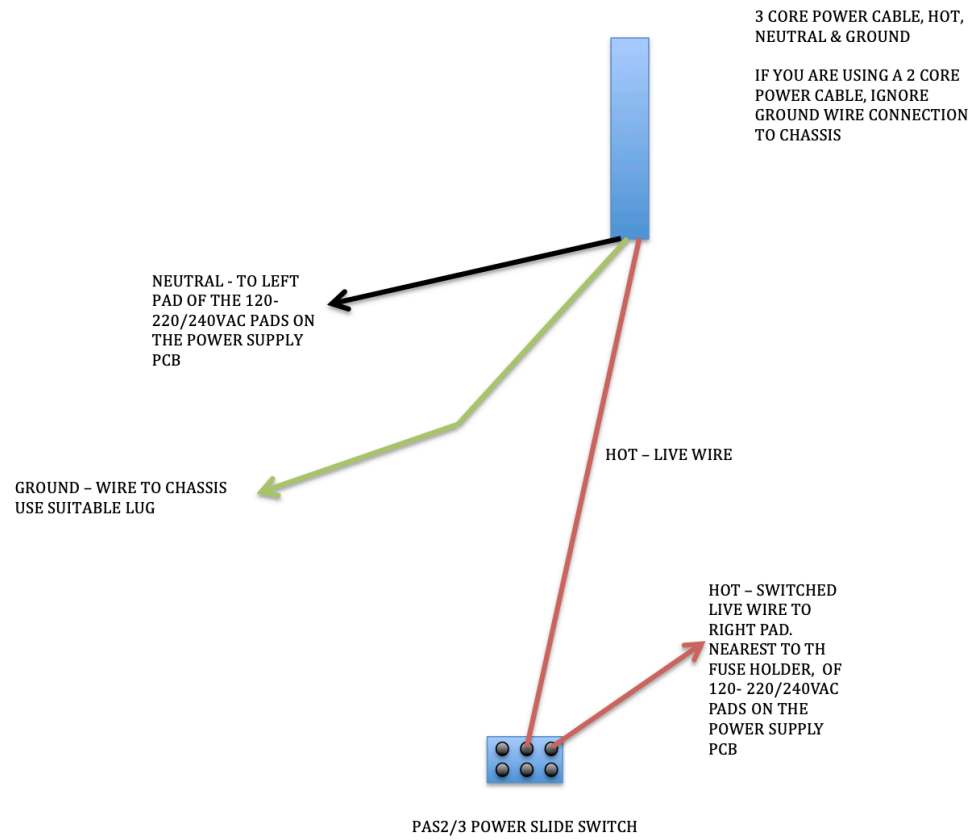 3 CORE POWER CABLE, HOT,
NEUTRAL & GROUND
IF YOU ARE USING A 2 CORE
POWER CABLE, IGNORE
GROUND WIRE CONNECTION
TO CHASSIS
NEUTRAL - TO LEFT
PAD OF THE 120-
220/240VAC PADS ON
THE POWER SUPPLY
PCB
HOT – LIVE WIRE
GROUND – WIRE TO CHASSIS
USE SUITABLE LUG
HOT – SWITCHED
LIVE WIRE TO
RIGHT PAD.
NEAREST TO TH
FUSE HOLDER, OF
120- 220/240VAC
PADS ON THE
POWER SUPPLY
PCB
PAS2/3 POWER SLIDE SWITCH